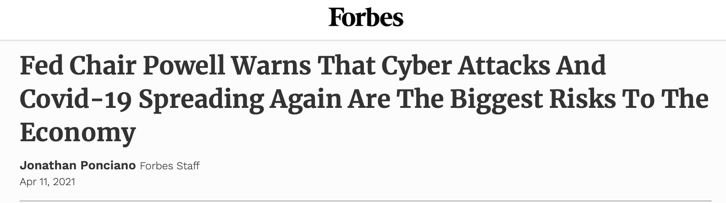 Forbes
Fed Chair Powell Warns That Cyber Attacks And
Covid-19 Spreading Again Are The Biggest Risks To The
Economy
Jonathan Ponciano Forbes Staff
Apr 11, 2021